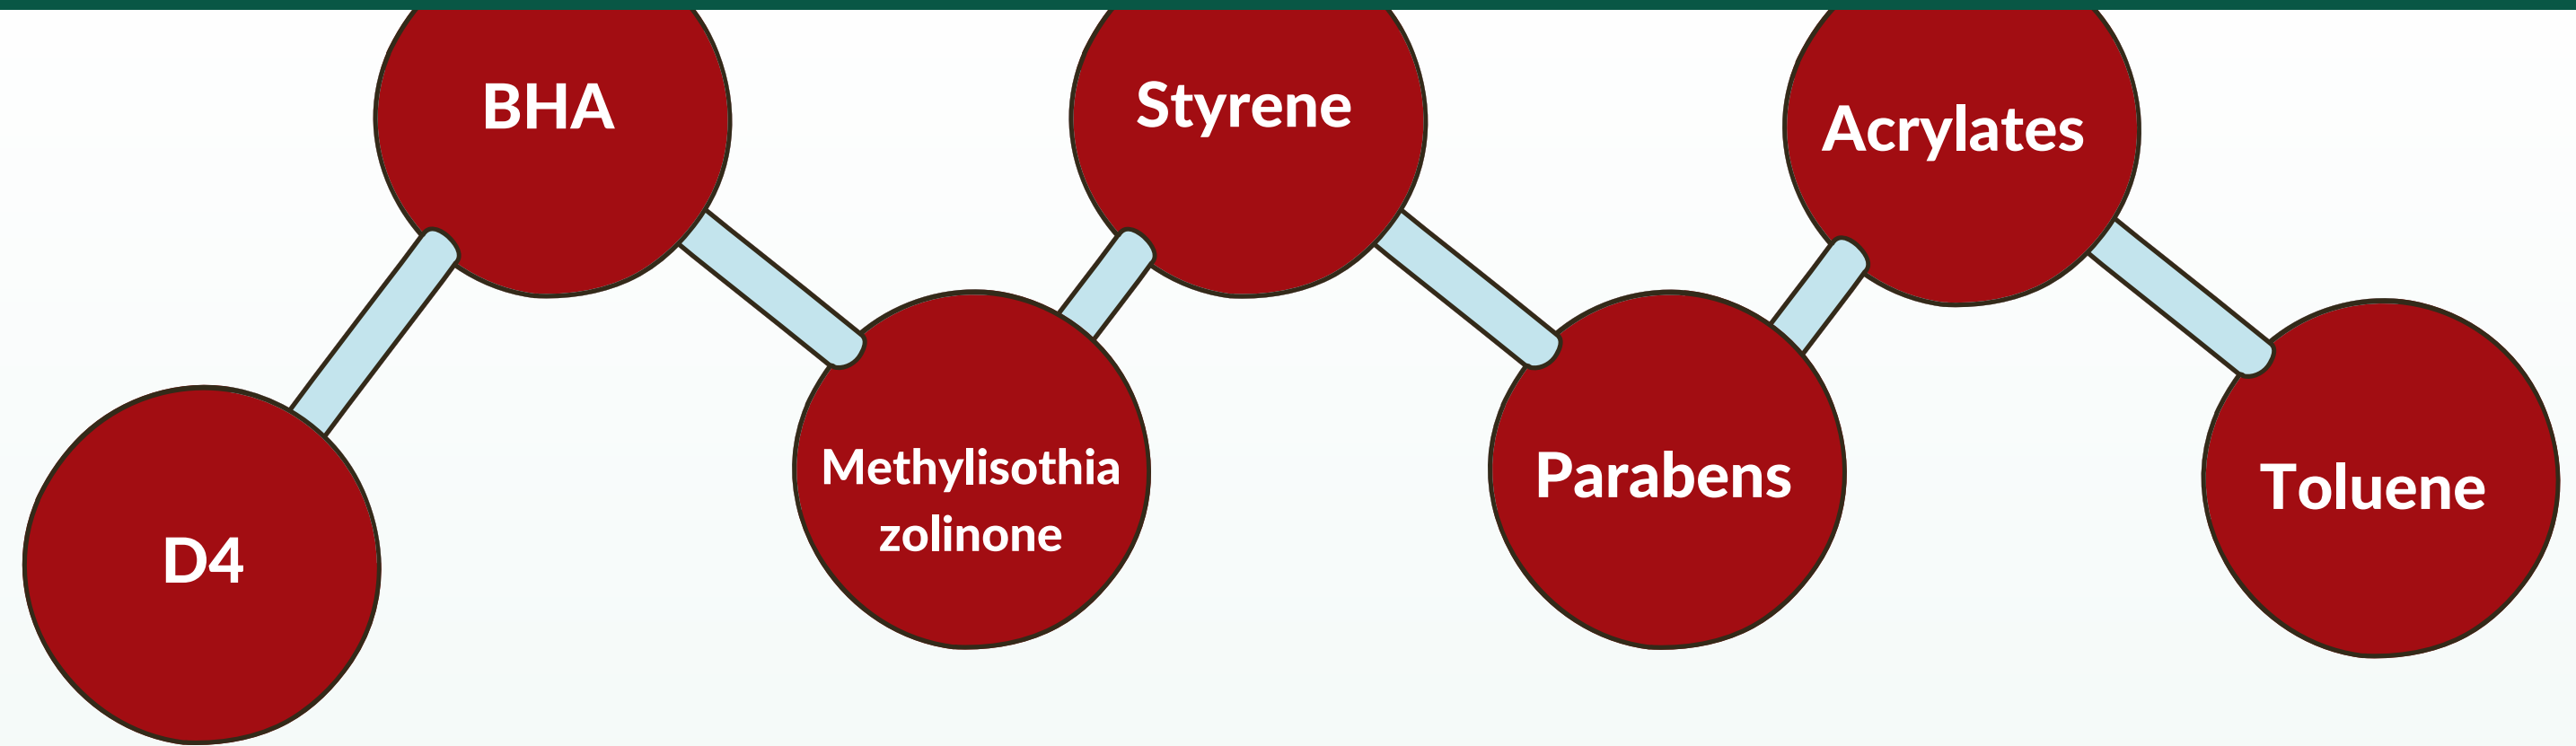 BHA
Styrene
Acrylates
Methylisothia
zolinone
Parabens
Toluene
D4